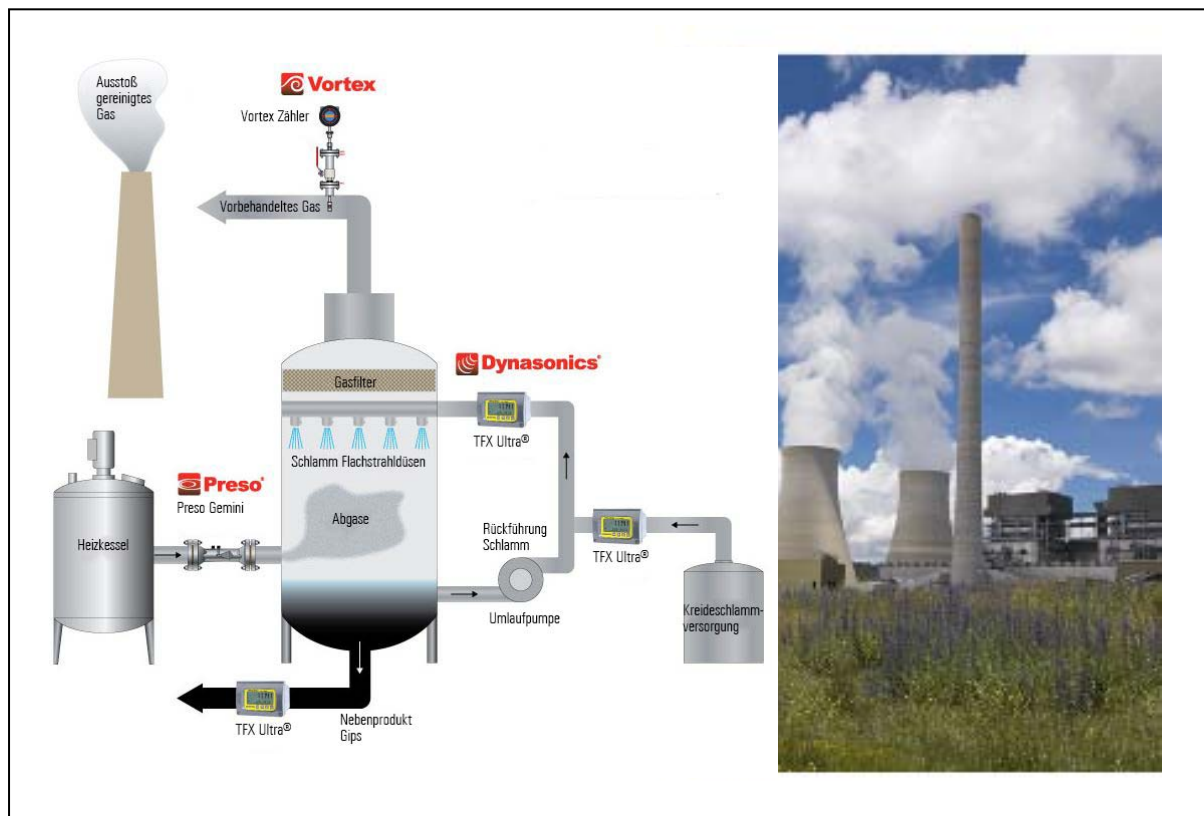 Ausstoß
gereinigtes
Gas
Vortex
Vortex Zähler
Vorbehandeltes Gas
Dynasonics®
Gasfilter
TFX Ultra®
Schlamm Flachstrahldüsen
Preso®
Preso Gemini
Abgase
Heizkessel
Rückführung
Schlamm
TFX Ultra®
Umlaufpumpe
Kreideschlamm-
versorgung
TFX Ultra®
Nebenprodukt
Gips